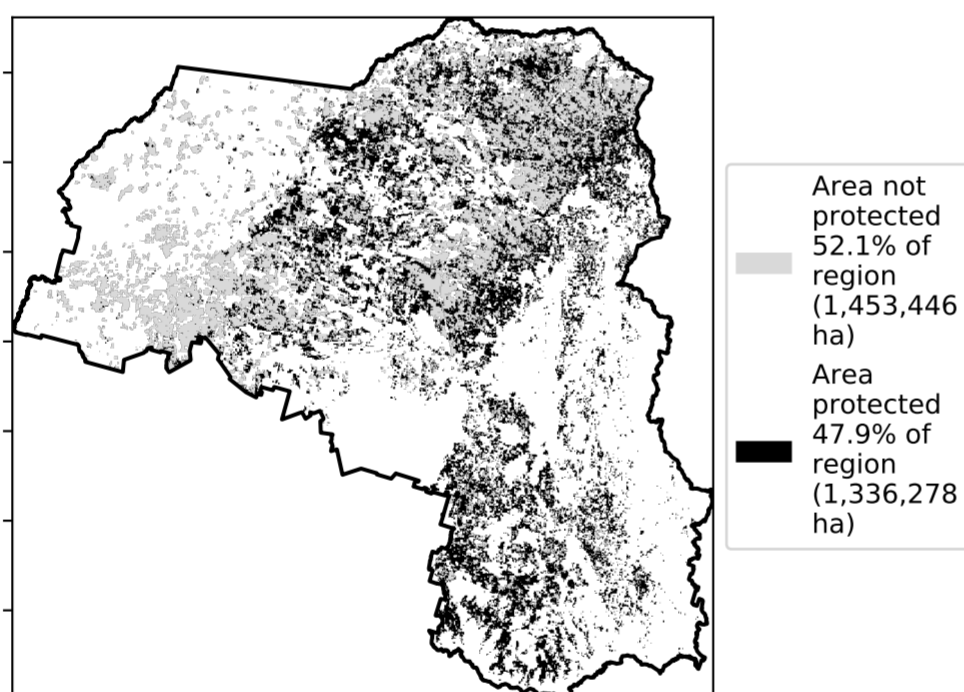 Area not
protected
52.1% of
region
(1,453,446
ha)
Area
protected
47.9% of
region
(1,336,278
ha)